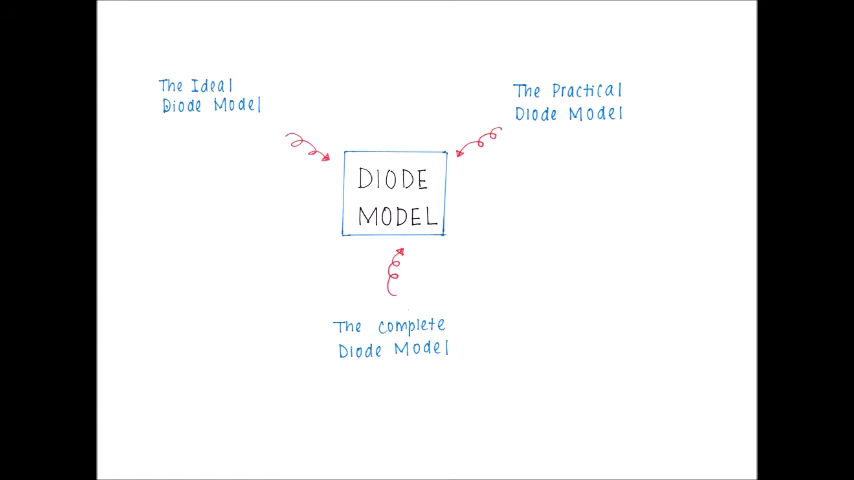 The Ideal
Diode Model
The Practical
Diode Model
DIODE
MODEL
The Complete
Diode Model